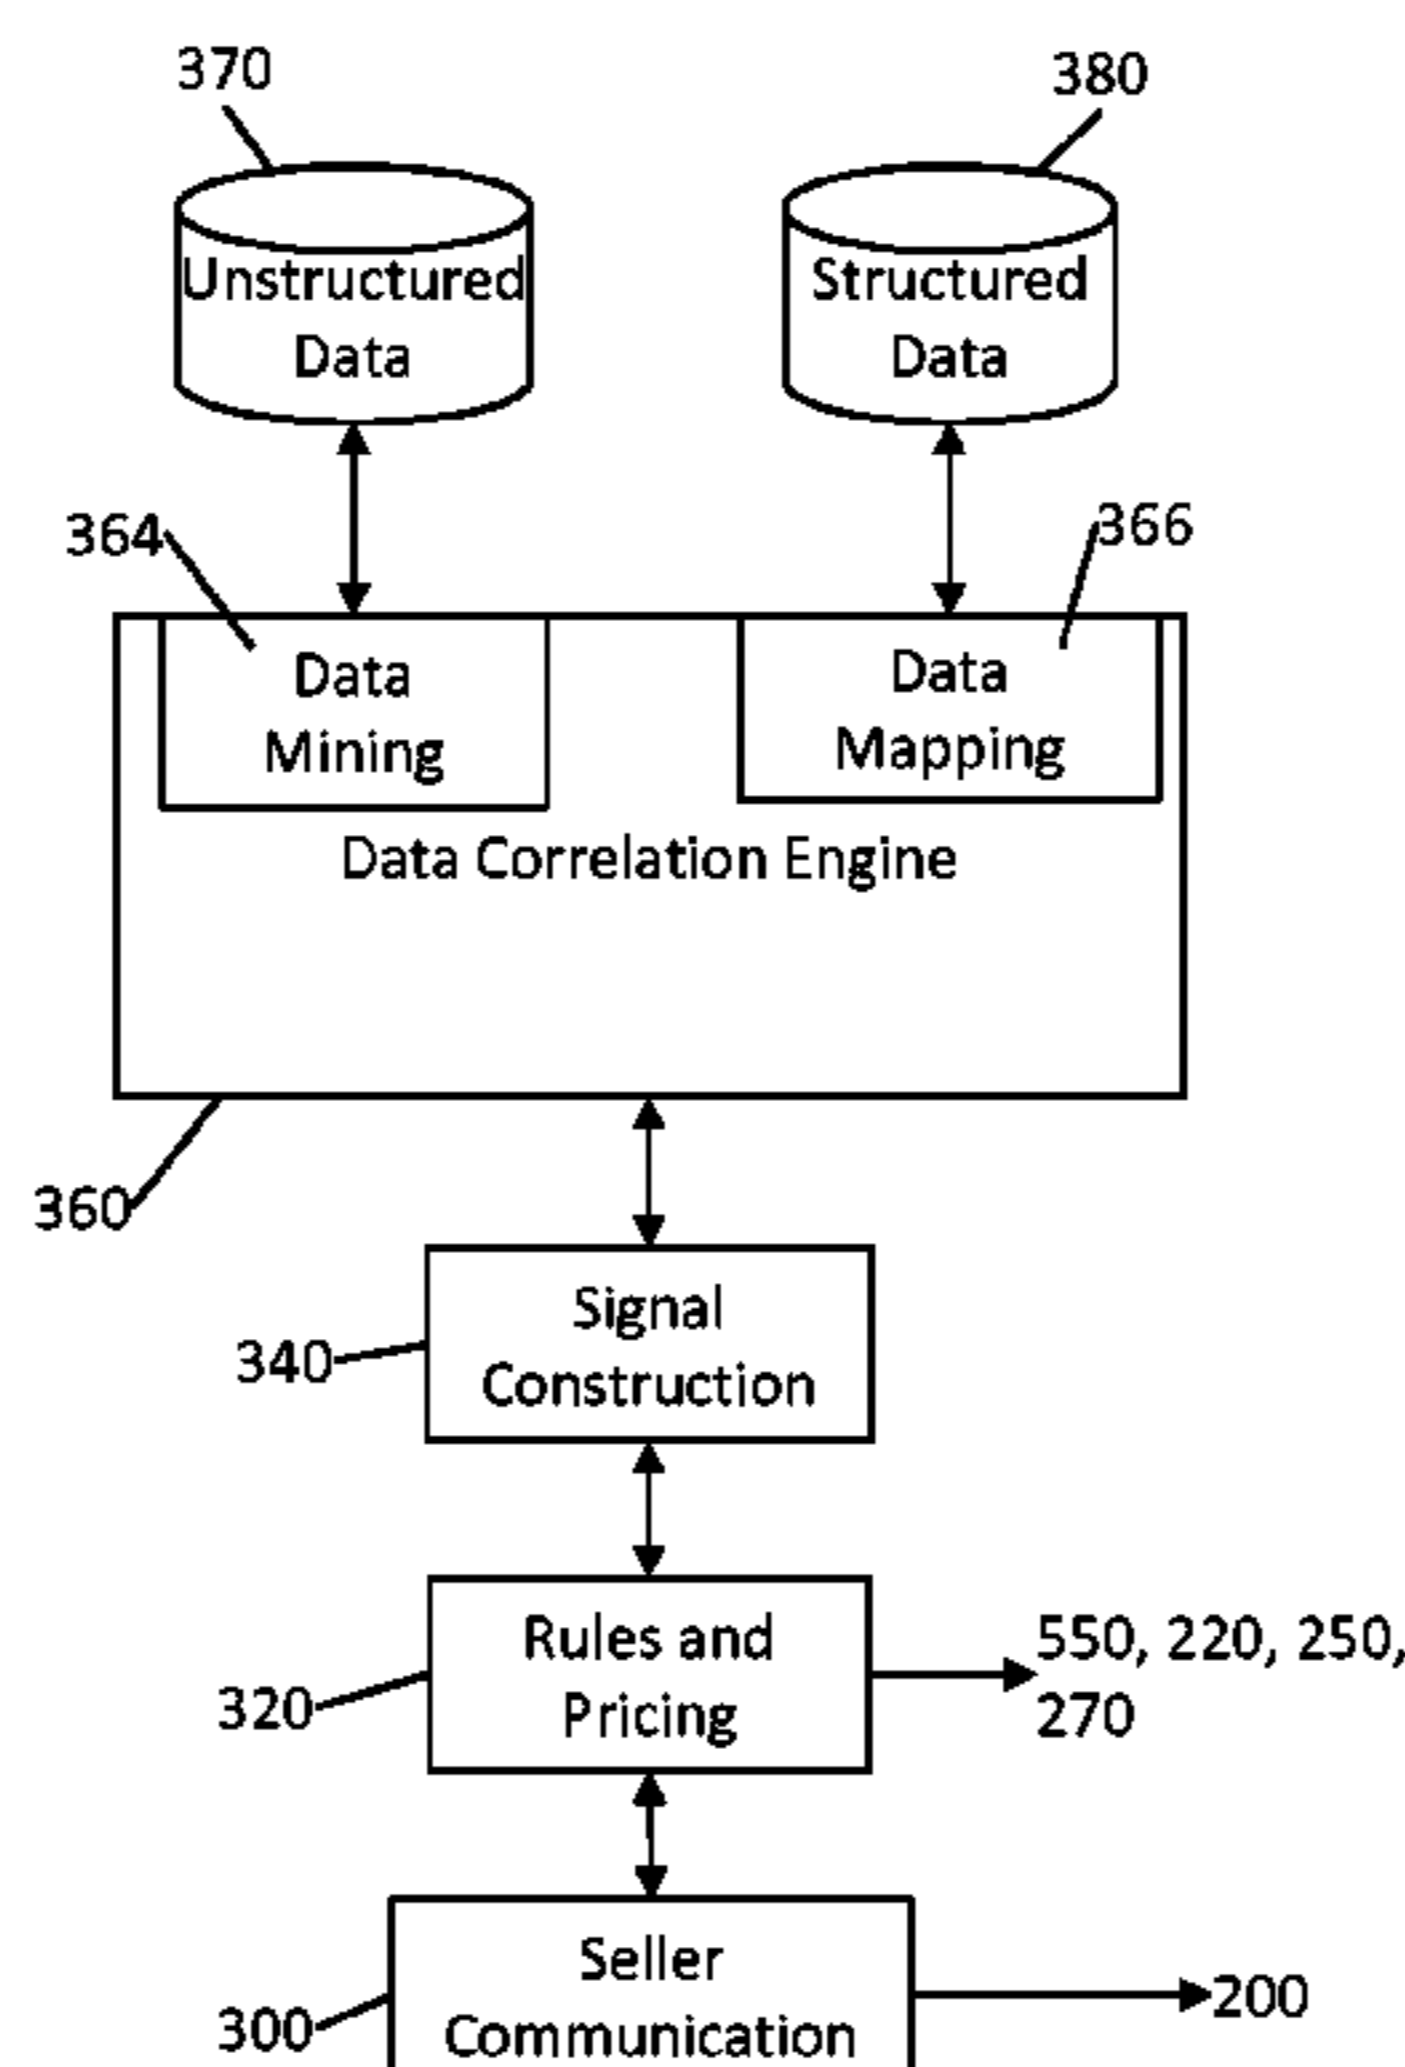 370
380
Unstructured
Data
Structured
Data
364
366
Data
Mining
Data
Mapping
Data Correlation Engine
360
Signal
Construction
340
Rules and
Pricing
320
550, 220, 250,
270
Seller
Communication
300
200